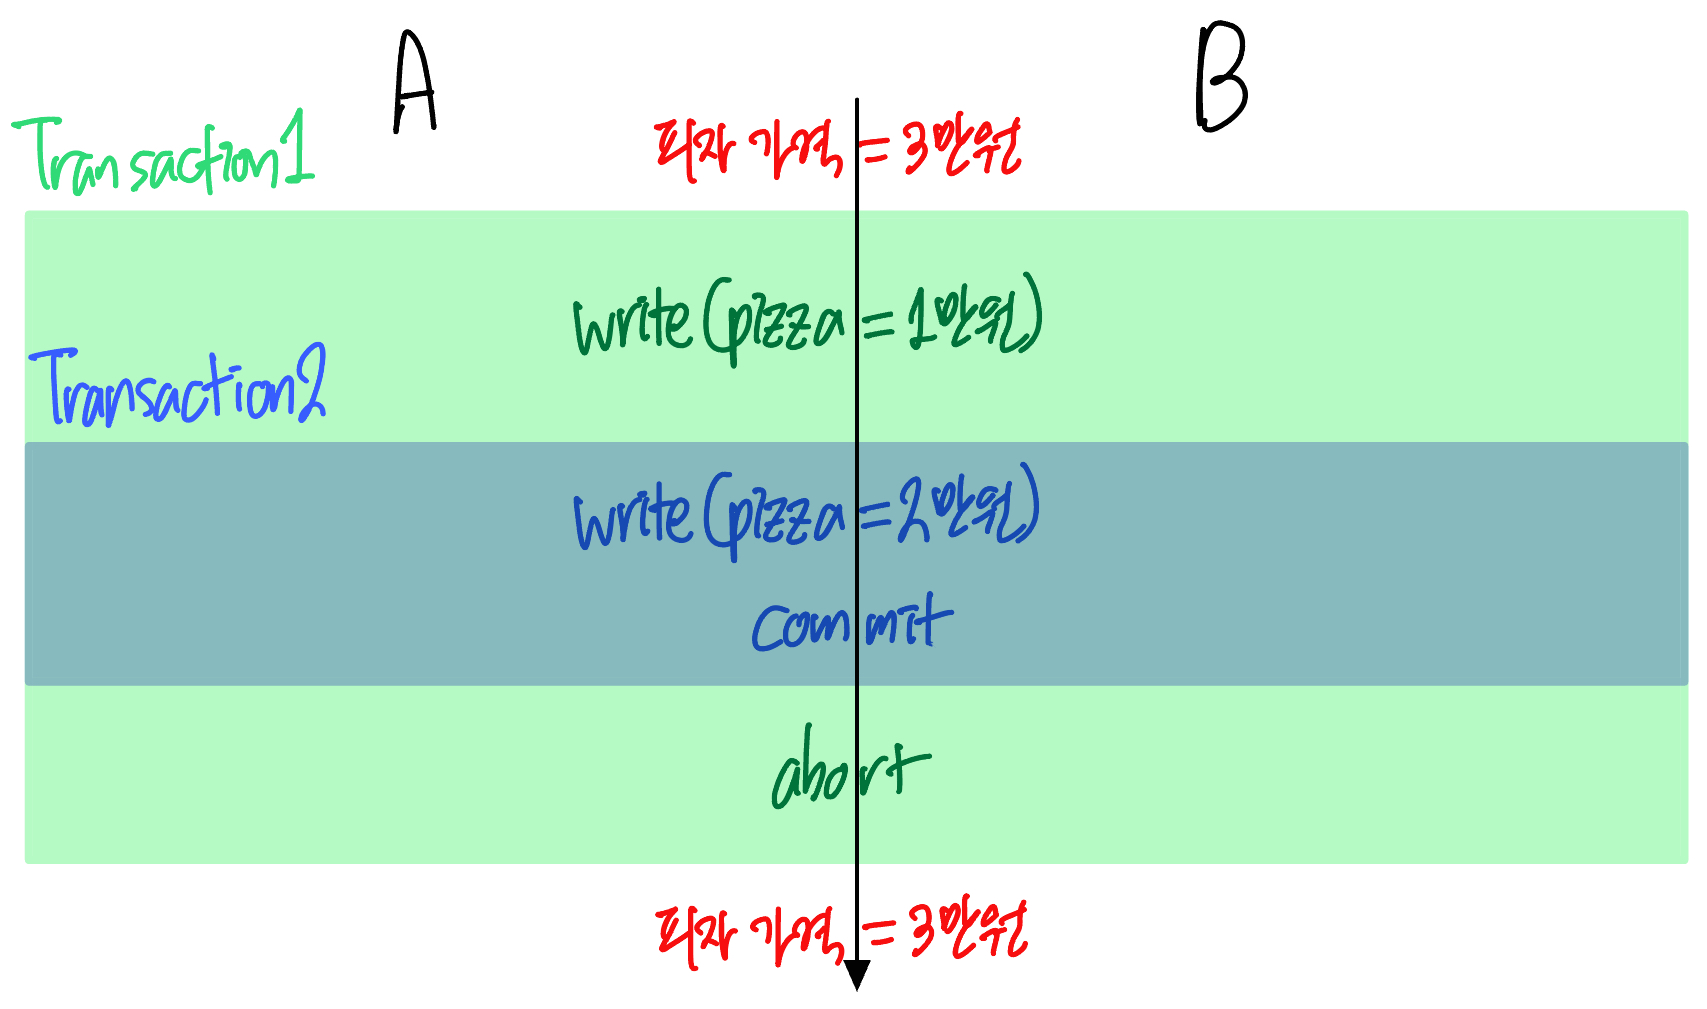 A
B
Transaction1
피자 가격 = 3만원
write(pizza = 1만원)
Transaction2
write(pizza = 2만원)
commit
abort
피자 가격 = 3만원